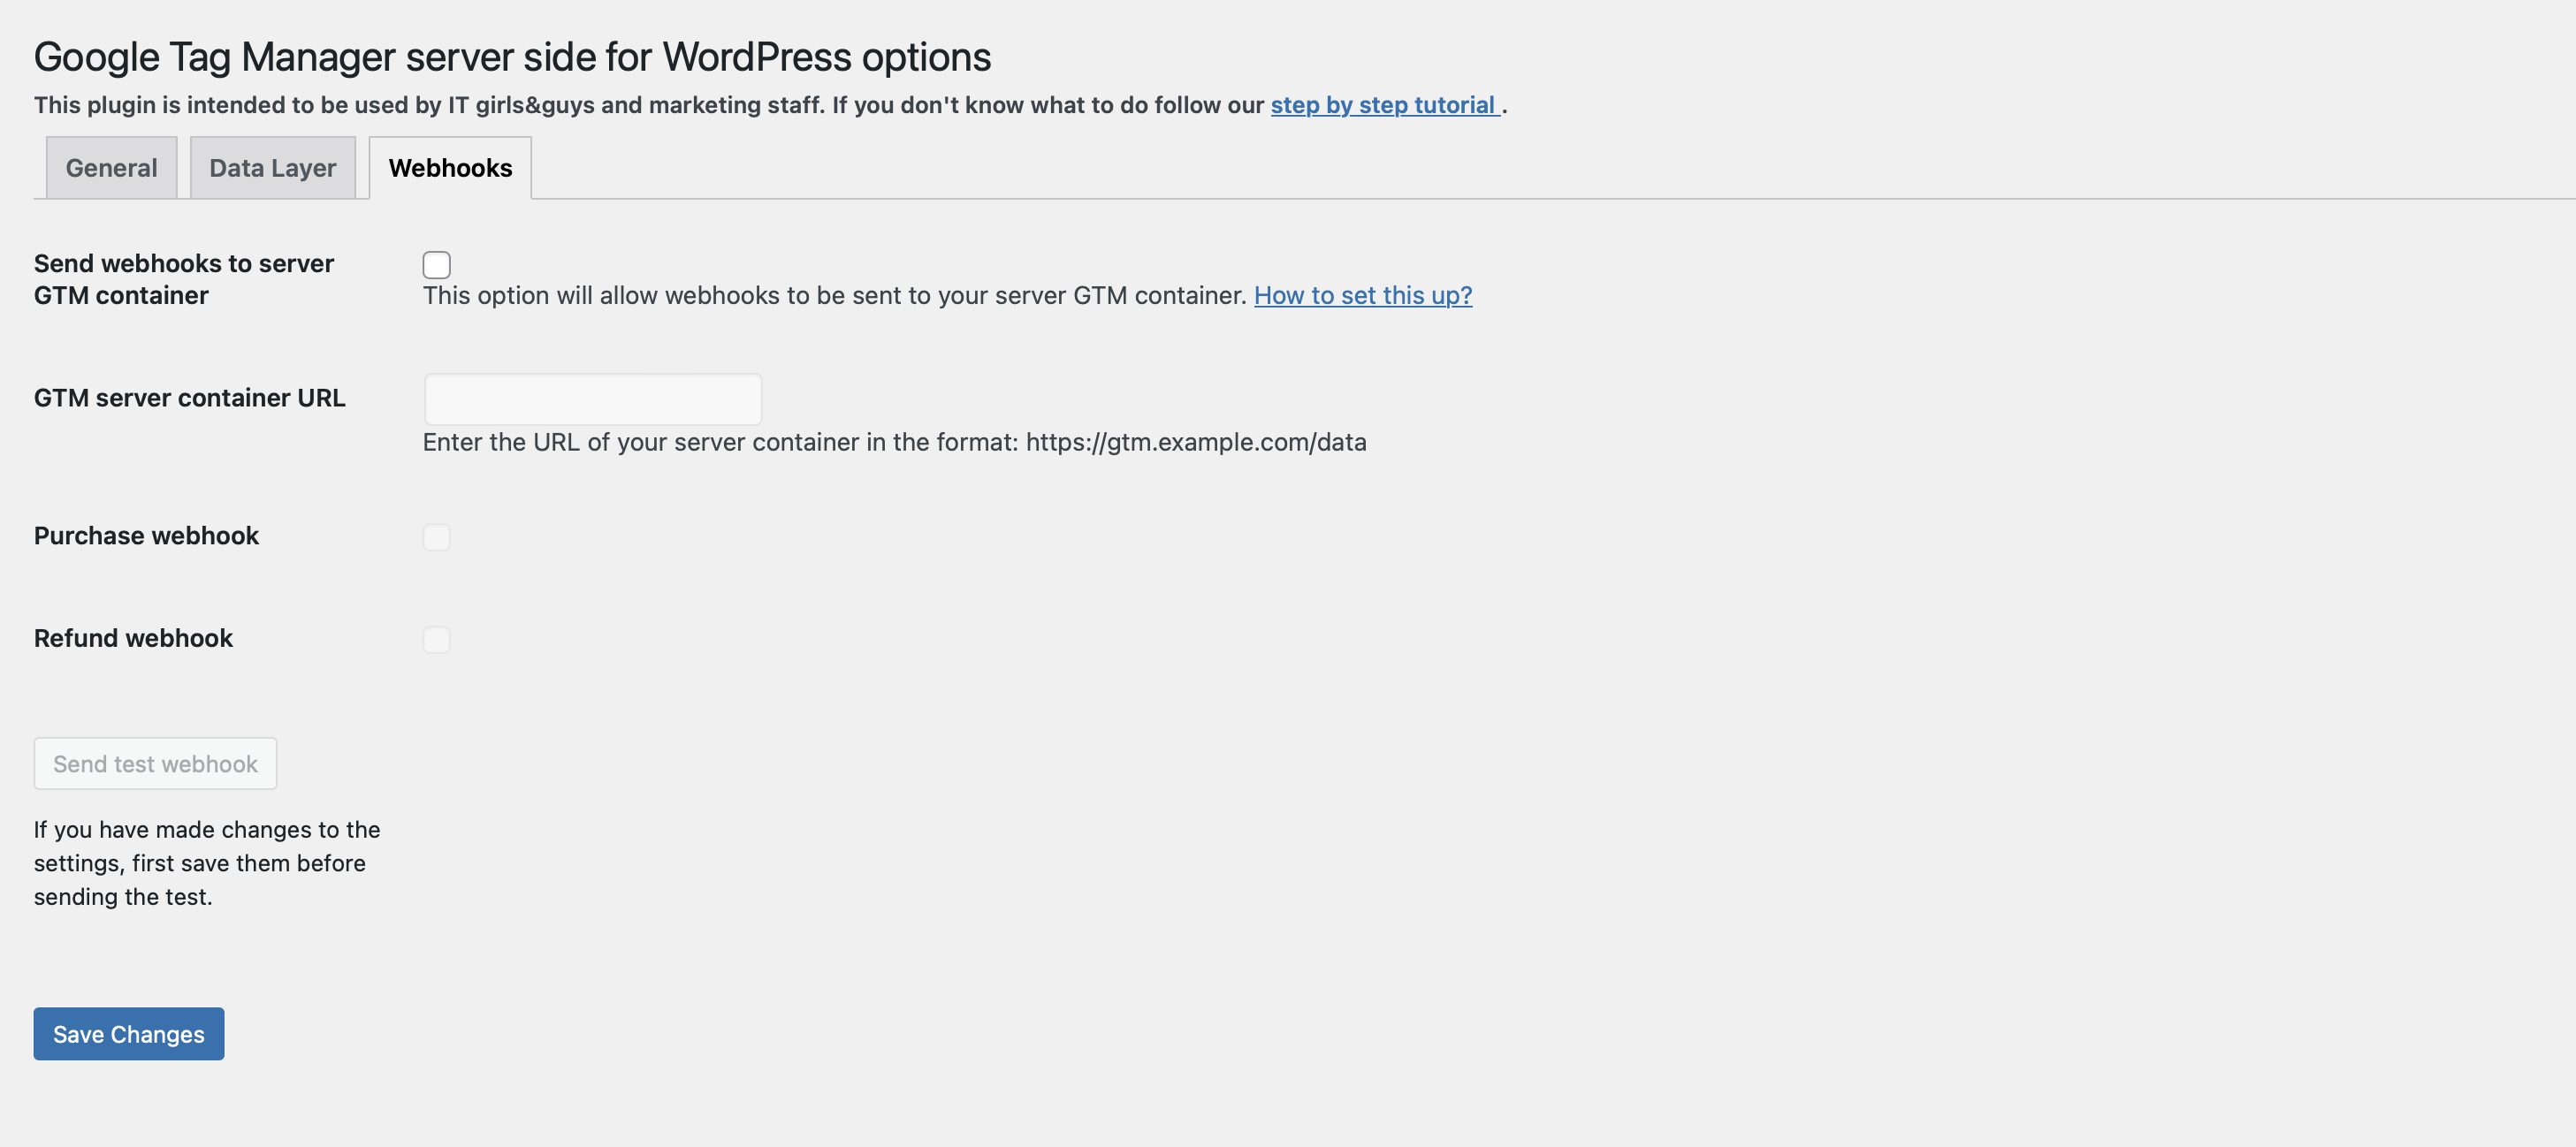 Google Tag Manager server side for WordPress options
This plugin is intended to be used by IT girls&guys and marketing staff. If you don't know what to do follow our step by step tutorial .
General Data Layer Webhooks
Send webhooks to server
GTM container
This option will allow webhooks to be sent to your server GTM container. How to set this up?
GTM server container URL
Enter the URL of your server container in the format: https://gtm.example.com/data
Purchase webhook
Refund webhook
Send test webhook
If you have made changes to the
settings, first save them before
sending the test.
Save Changes